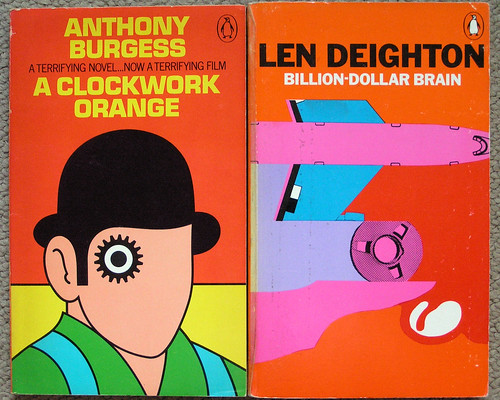 ANTHONY
BURGESS
A TERRIFYING NOVEL...NOW A TERRIFYING FILM
A CLOCKWORK
ORANGE
LEN DEIGHTON
BILLION-DOLLAR BRAIN